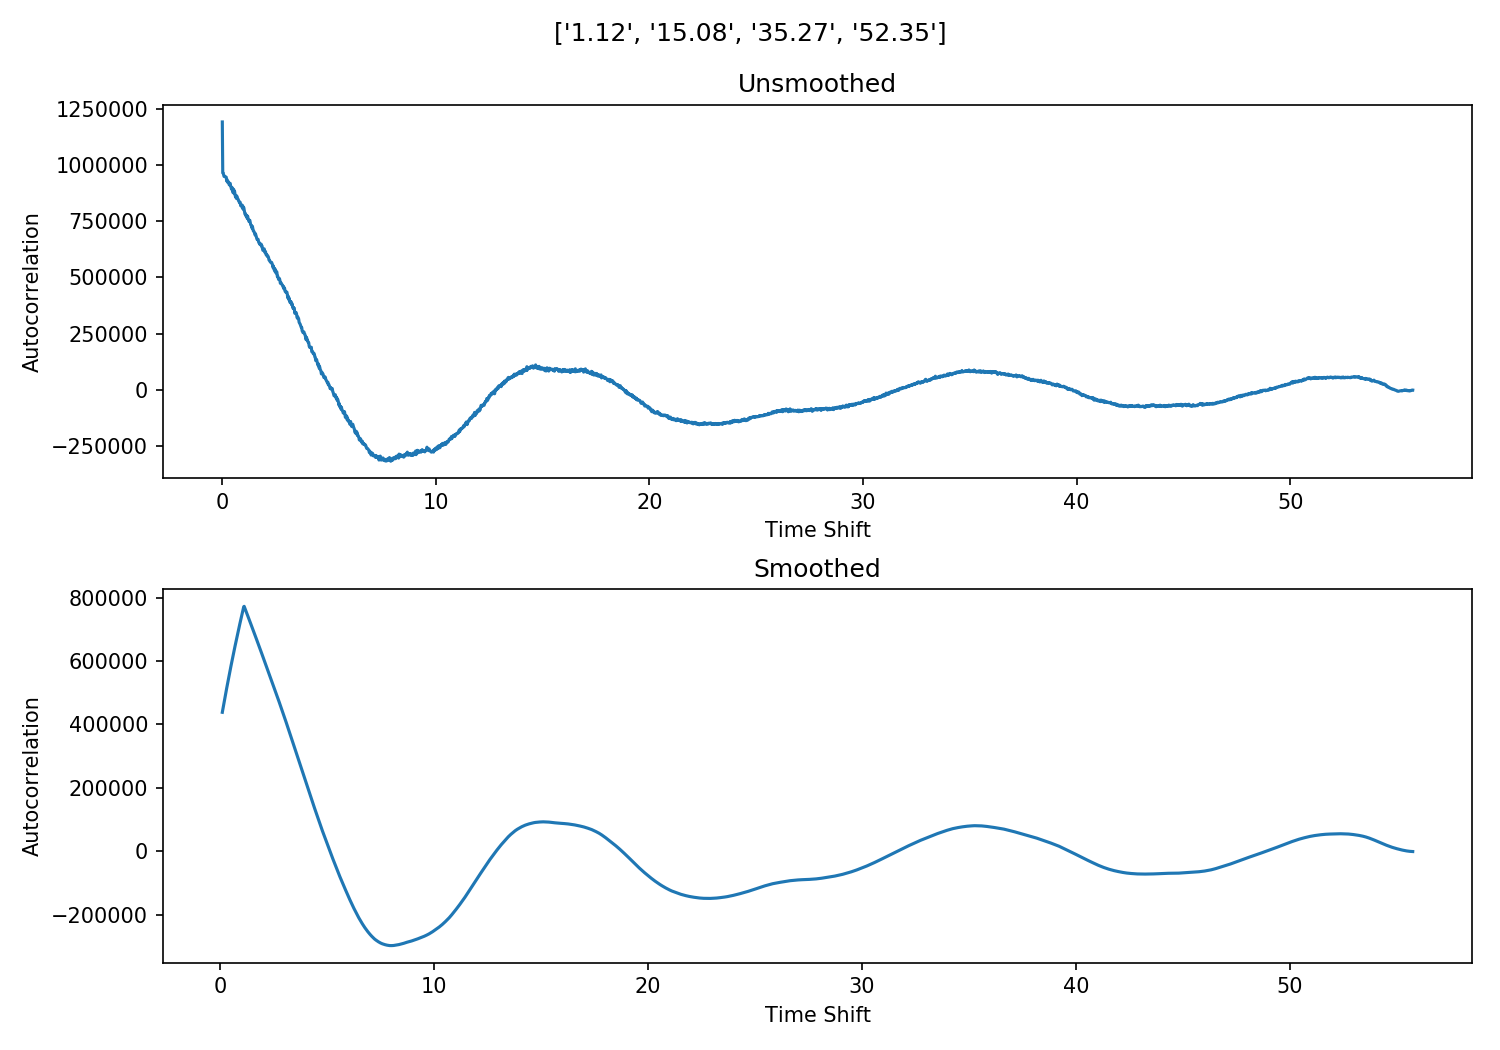 ['1.12', '15.08', '35.27', '52.35']
Unsmoothed
1250000
1000000
750000
500000
250000
0
−250000
Autocorrelation
0 10 20 30 40 50
Time Shift
Smoothed
800000
600000
400000
200000
0
−200000
Autocorrelation
0 10 20 30 40 50
Time Shift